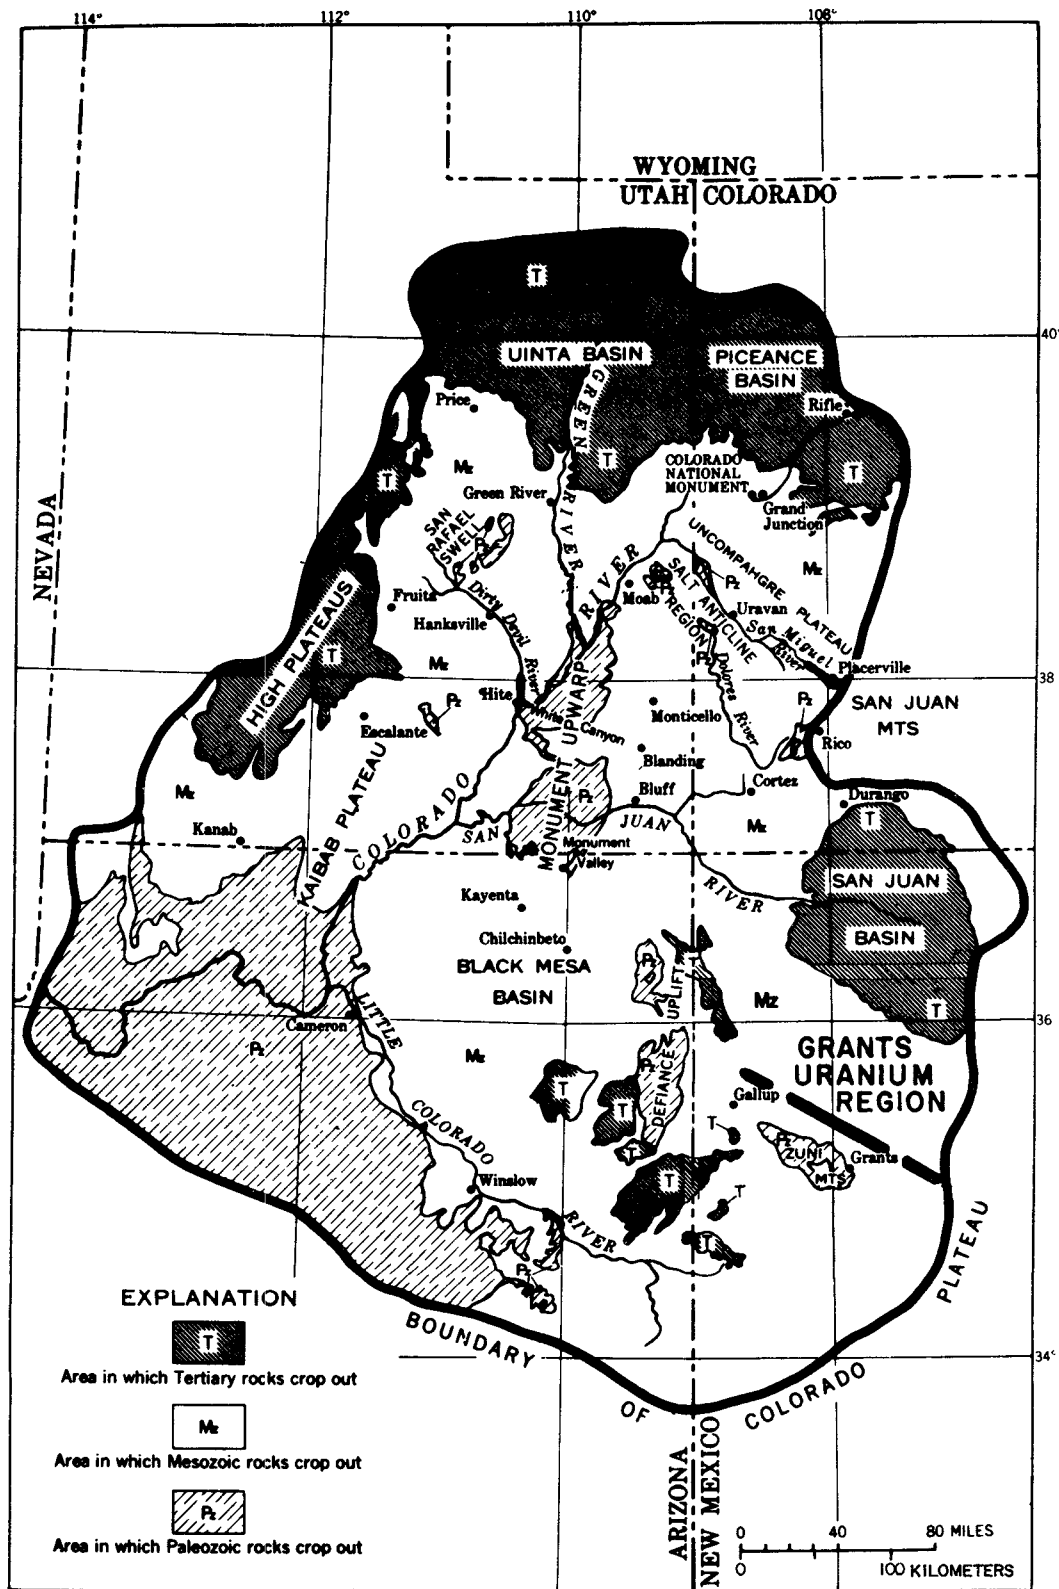 114°
112°
110°
108°
WYOMING
UTAH COLORADO
NEVADA
T
40°
UINTA BASIN
PICEANCE
BASIN
GREEN RIVER
Price
Rifle
Mz
T
T
T
COLORADO
NATIONAL
MONUMENT
Green River
Grand
Junction
SAN
RAFAEL
SWELL
Pz
UNCOMPAHGRE PLATEAU
Mz
Fruita
Hanksville
Dirty Devil River
Moab
SALT ANTICLINE
REGION
Pz
Uravan
San Miguel River
HIGH PLATEAUS
T
Mz
Pz
Dolores River
Placerville
38
Hite
White Canyon
Pz
Escalante
Monticello
Pz
SAN JUAN
MTS
Rico
Blanding
MONUMENT UPWARP
Bluff
Cortez
Mz
Durango
Pz
T
Kanab
KAIBAB PLATEAU
COLORADO RIVER
SAN JUAN RIVER
Mz
Monument
Valley
SAN JUAN
BASIN
Kayenta
Chilchinbeto
BLACK MESA
BASIN
Pz
T
Mz
T
36
LITTLE COLORADO RIVER
Cameron
Pz
Mz
DEFIANCE UPLIFT
Pz
GRANTS
URANIUM
REGION
T
T
Gallup
T
T
Pz
ZUNI
MTS
Grants
Winslow
T
T
T
Pz
EXPLANATION
T
Area in which Tertiary rocks crop out
Mz
Area in which Mesozoic rocks crop out
Pz
Area in which Paleozoic rocks crop out
BOUNDARY OF COLORADO PLATEAU
34°
ARIZONA
NEW MEXICO
0 40 80 MILES
0 100 KILOMETERS